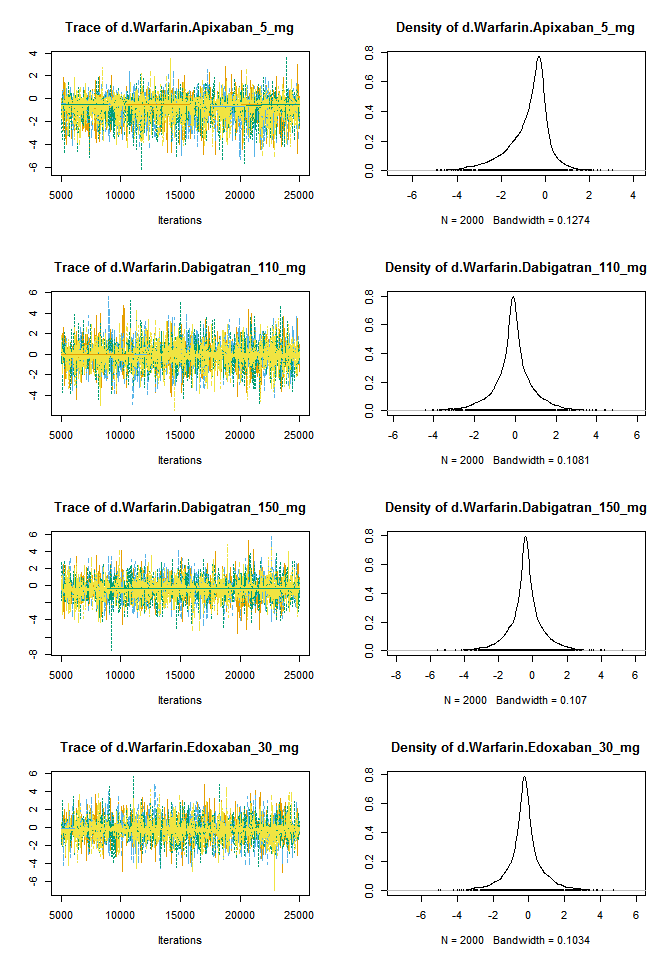 Trace of d.Warfarin.Apixaban_5_mg
4
2
0
-2
-4
-6
5000 10000 15000 20000 25000
Iterations
Density of d.Warfarin.Apixaban_5_mg
0.8
0.6
0.4
0.2
0.0
-6 -4 -2 0 2 4
N = 2000 Bandwidth = 0.1274
Trace of d.Warfarin.Dabigatran_110_mg
6
4
2
0
-2
-4
5000 10000 15000 20000 25000
Iterations
Density of d.Warfarin.Dabigatran_110_mg
0.8
0.6
0.4
0.2
0.0
-6 -4 -2 0 2 4 6
N = 2000 Bandwidth = 0.1081
Trace of d.Warfarin.Dabigatran_150_mg
6
4
2
0
-4
-8
5000 10000 15000 20000 25000
Iterations
Density of d.Warfarin.Dabigatran_150_mg
0.8
0.6
0.4
0.2
0.0
-8 -6 -4 -2 0 2 4 6
N = 2000 Bandwidth = 0.107
Trace of d.Warfarin.Edoxaban_30_mg
6
4
2
0
-2
-4
-6
5000 10000 15000 20000 25000
Iterations
Density of d.Warfarin.Edoxaban_30_mg
0.8
0.6
0.4
0.2
0.0
-6 -4 -2 0 2 4 6
N = 2000 Bandwidth = 0.1034